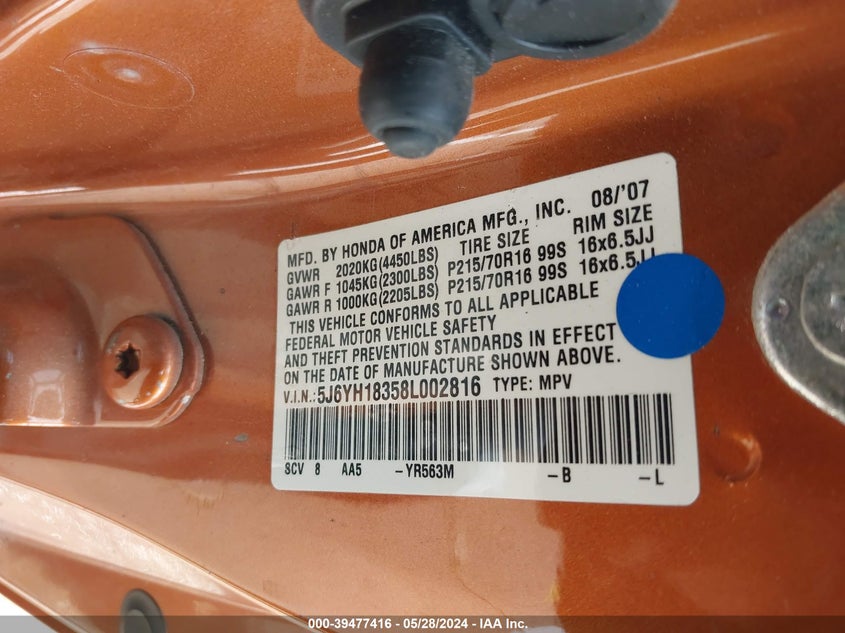 MFD. BY HONDA OF AMERICA MFG., INC. 08/'07
GVWR 2020KG(4450LBS) TIRE SIZE RIM SIZE
GAWR F 1045KG(2300LBS) P215/70R16 99S 16x6.5JJ
GAWR R 1000KG(2205LBS) P215/70R16 99S 16x6.5JJ
THIS VEHICLE CONFORMS TO ALL APPLICABLE
FEDERAL MOTOR VEHICLE SAFETY
AND THEFT PREVENTION STANDARDS IN EFFECT
ON THE DATE OF MANUFACTURE SHOWN ABOVE.
V.I.N.:5J6YH18358L002816 TYPE: MPV
SCV 8 AA5 -YR563M -B -L
000-39477416 - 05/28/2024 - IAA Inc.